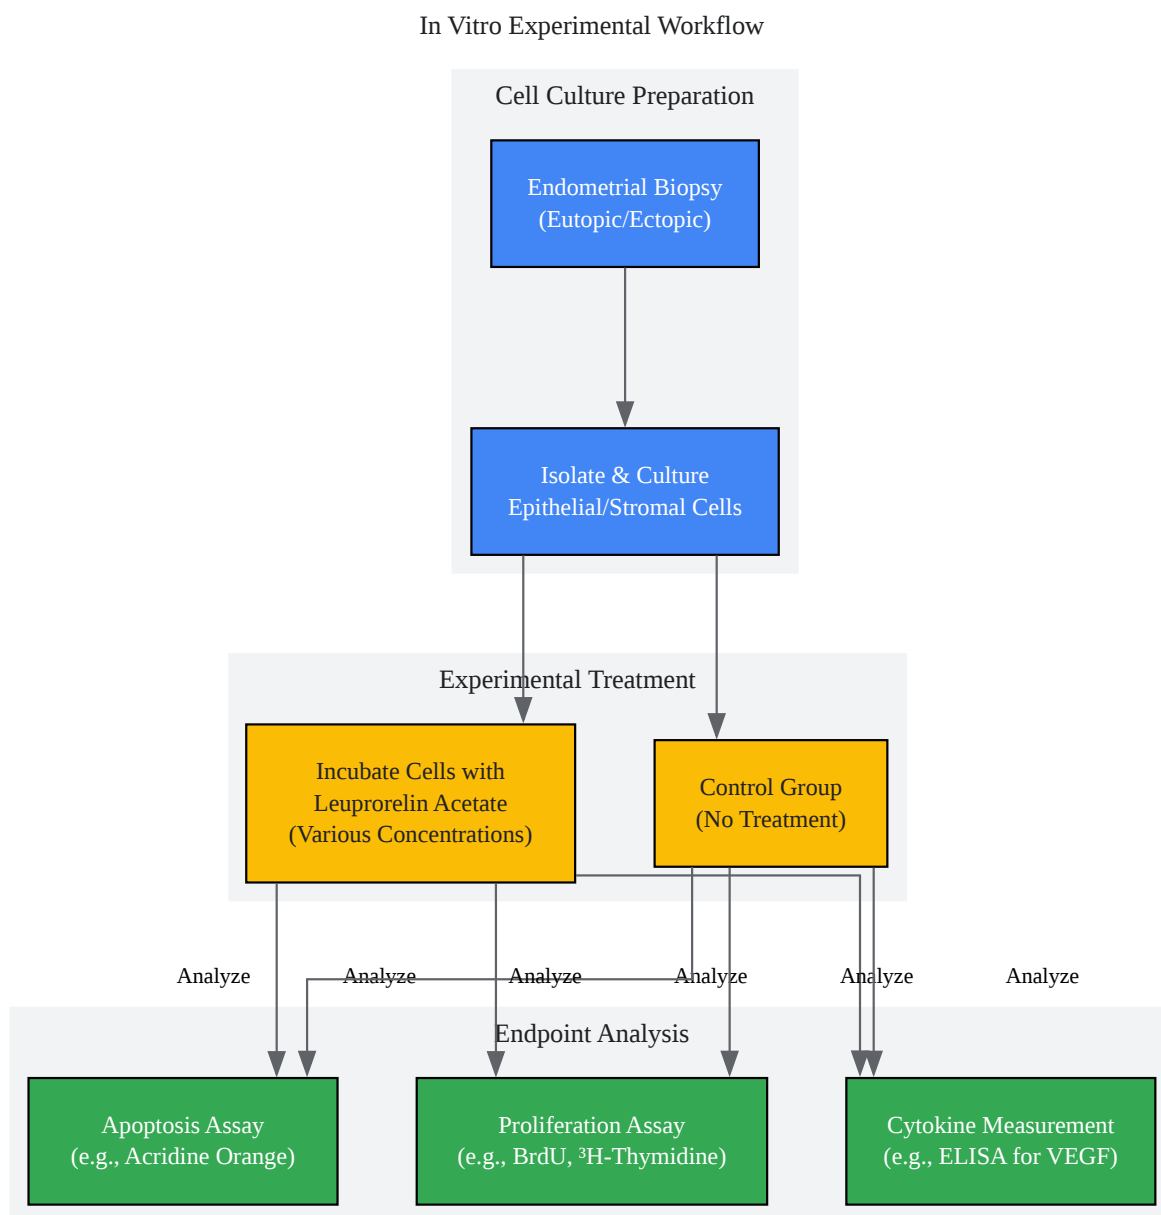 In Vitro Experimental Workflow
Cell Culture Preparation
Endometrial Biopsy
(Eutopic/Ectopic)
Isolate & Culture
Epithelial/Stromal Cells
Experimental Treatment
Incubate Cells with
Leuprorelin Acetate
(Various Concentrations)
Control Group
(No Treatment)
Analyze
Analyze
Analyze
Analyze
Analyze
Analyze
Endpoint Analysis
Apoptosis Assay
(e.g., Acridine Orange)
Proliferation Assay
(e.g., BrdU, ³H-Thymidine)
Cytokine Measurement
(e.g., ELISA for VEGF)